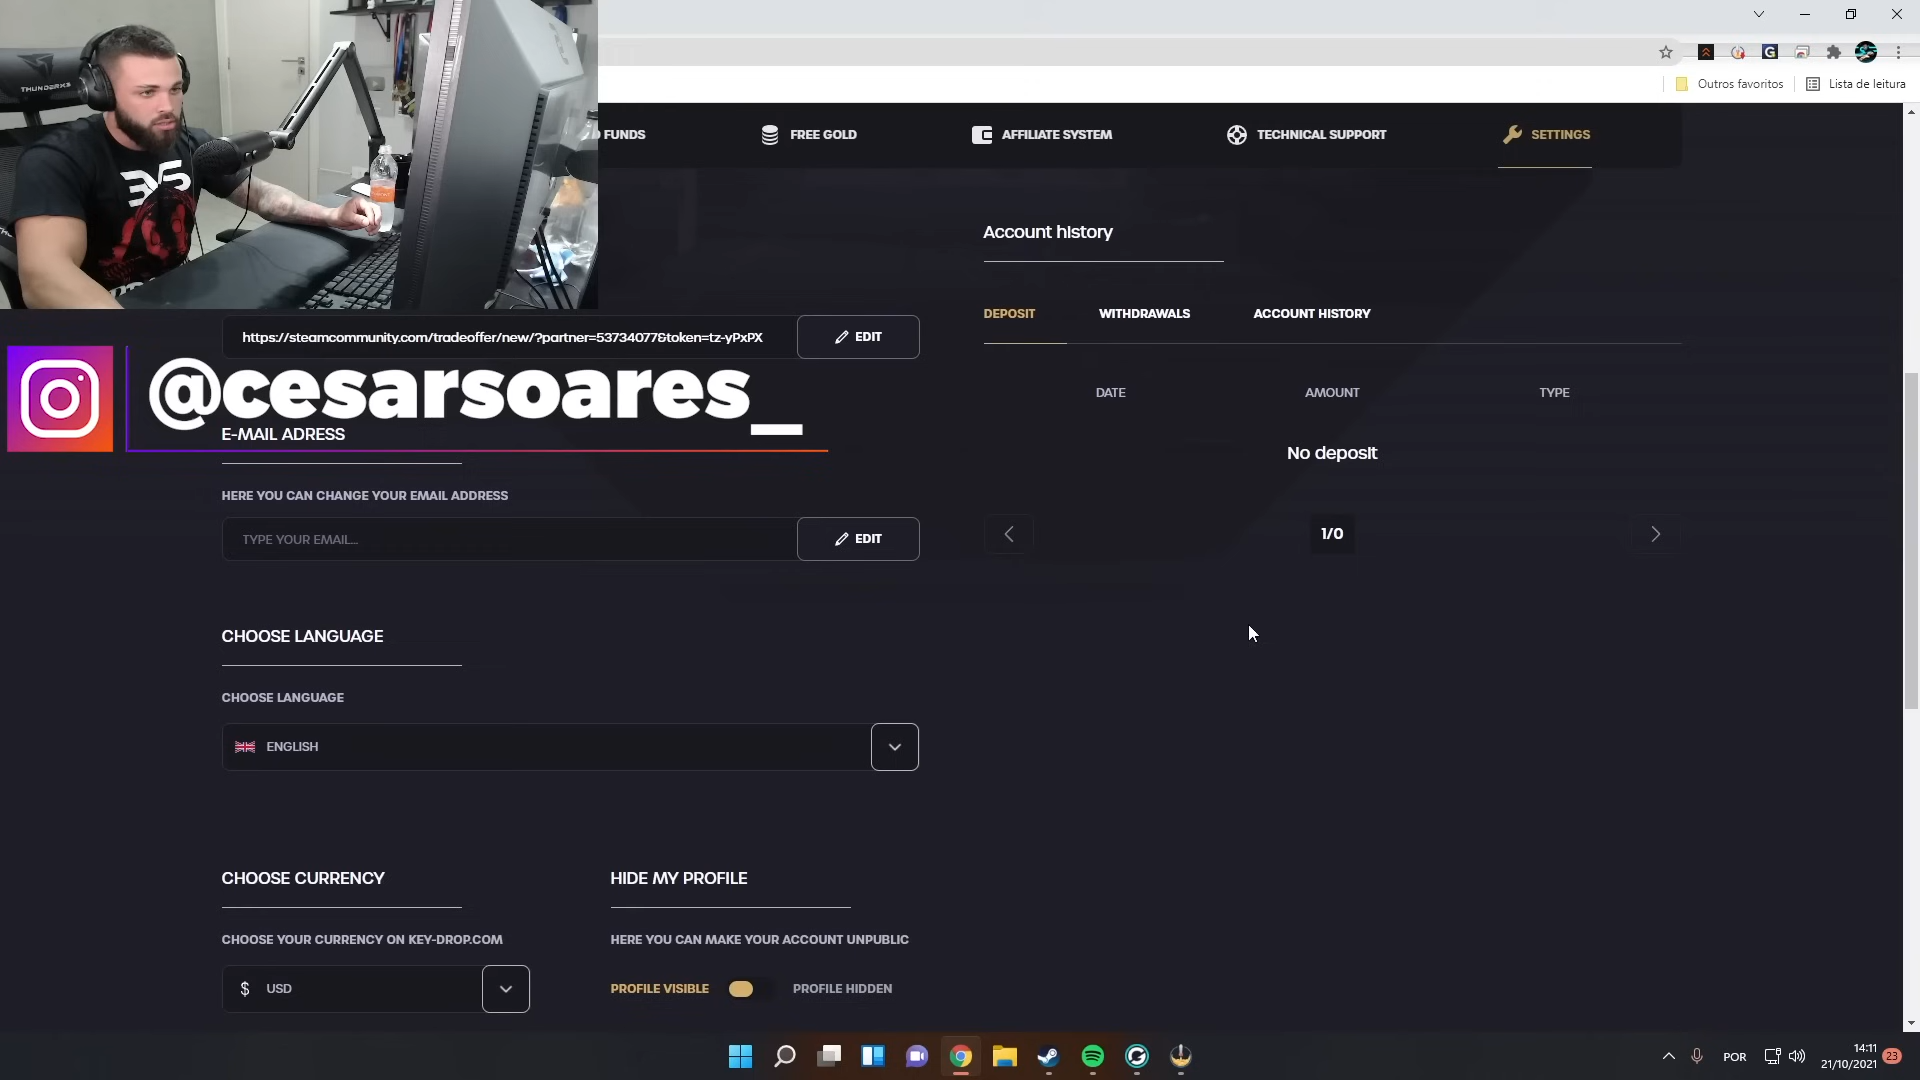 THUNDERX3
3V5
Outros favoritos
Lista de leitura
FUNDS
FREE GOLD
AFFILIATE SYSTEM
TECHNICAL SUPPORT
SETTINGS
Account history
https://steamcommunity.com/tradeoffer/new/?partner=53734077&token=tz-yPxPX
EDIT
DEPOSIT
WITHDRAWALS
ACCOUNT HISTORY
@cesarsoares_
DATE
AMOUNT
TYPE
E-MAIL ADRESS
No deposit
HERE YOU CAN CHANGE YOUR EMAIL ADDRESS
TYPE YOUR EMAIL...
EDIT
1/0
CHOOSE LANGUAGE
CHOOSE LANGUAGE
ENGLISH
CHOOSE CURRENCY
HIDE MY PROFILE
CHOOSE YOUR CURRENCY ON KEY-DROP.COM
HERE YOU CAN MAKE YOUR ACCOUNT UNPUBLIC
$ USD
PROFILE VISIBLE
PROFILE HIDDEN
POR
14:11
21/10/2021
23